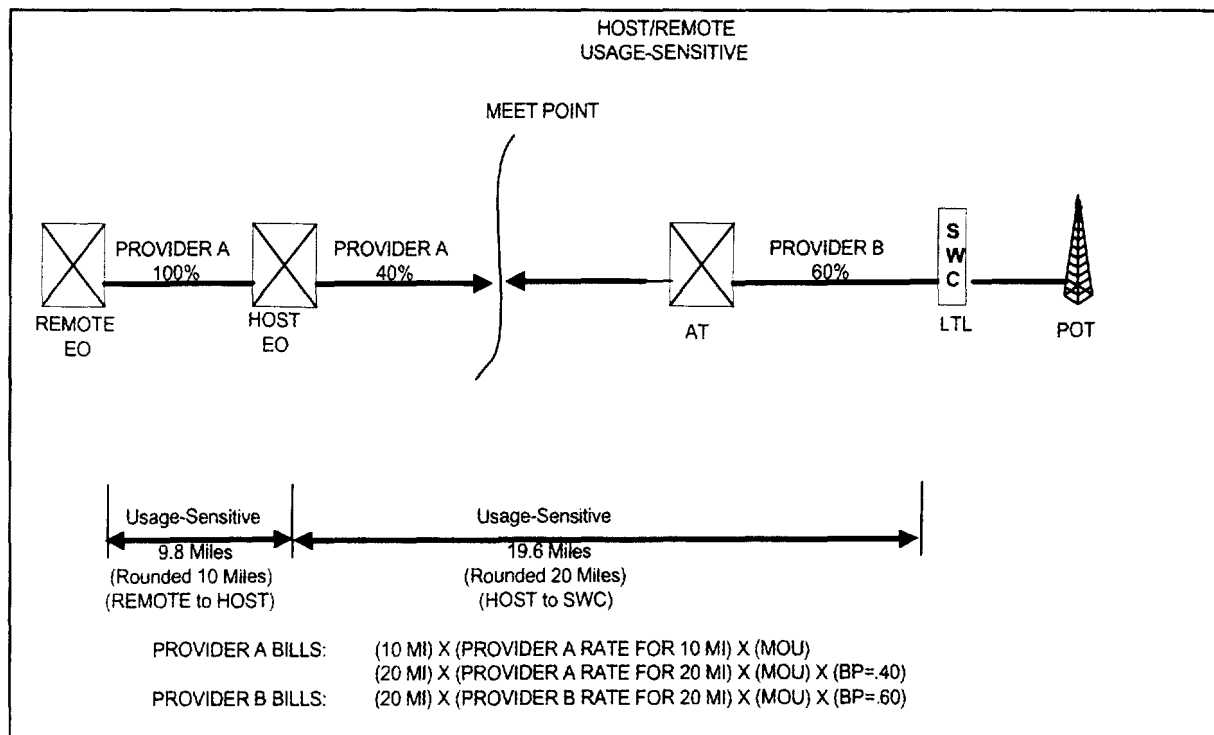 HOST/REMOTE
USAGE-SENSITIVE
MEET POINT
PROVIDER A
100%
PROVIDER A
40%
PROVIDER B
60%
SWC
REMOTE
EO
HOST
EO
AT
LTL
POT
Usage-Sensitive
9.8 Miles
(Rounded 10 Miles)
(REMOTE to HOST)
Usage-Sensitive
19.6 Miles
(Rounded 20 Miles)
(HOST to SWC)
PROVIDER A BILLS: (10 MI) X (PROVIDER A RATE FOR 10 MI) X (MOU)
(20 MI) X (PROVIDER A RATE FOR 20 MI) X (MOU) X (BP=.40)
PROVIDER B BILLS: (20 MI) X (PROVIDER B RATE FOR 20 MI) X (MOU) X (BP=.60)